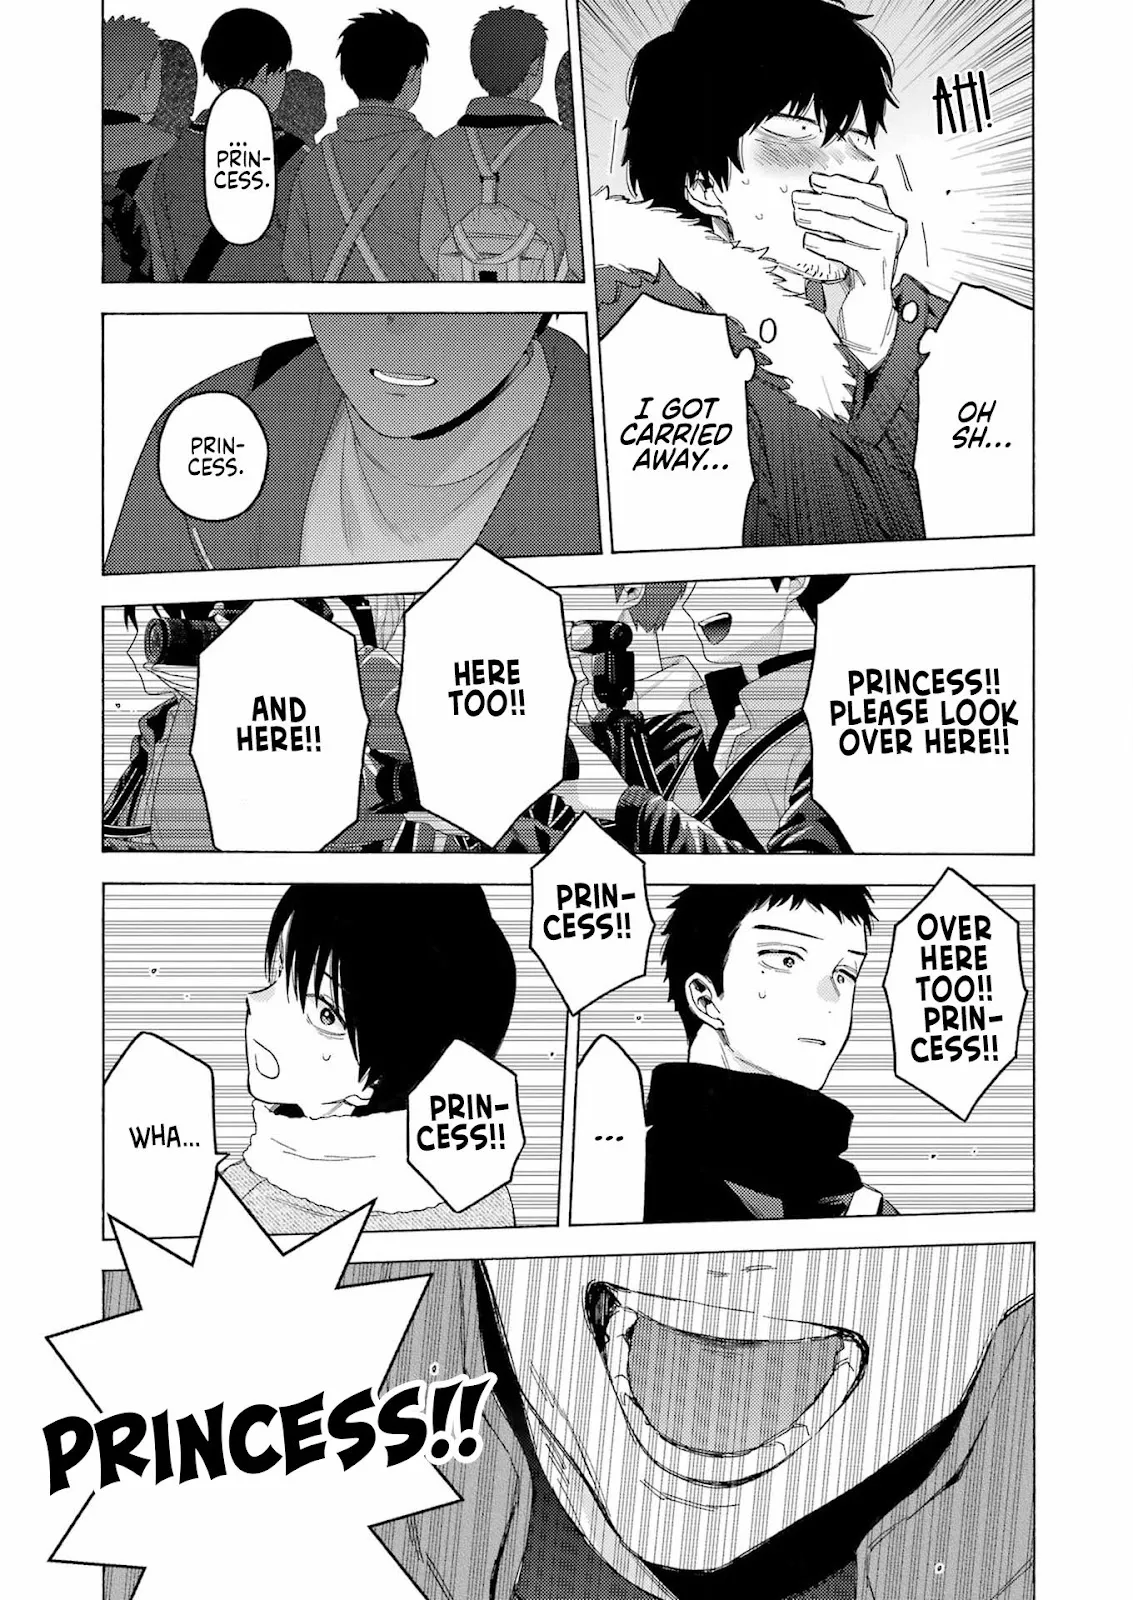 AH!
OH
SH...
I GOT
CARRIED
AWAY...
...
PRIN-
CESS.
PRIN-
CESS.
PRINCESS!!
PLEASE LOOK
OVER HERE!!
HERE
TOO!!
AND
HERE!!
OVER
HERE
TOO!!
PRIN-
CESS!!
PRIN-
CESS!!
...
PRIN-
CESS!!
WHA...
PRINCESS!!